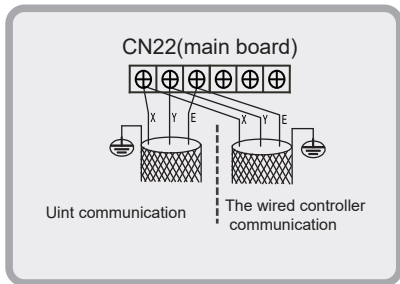 CN22(main board)
X Y E X Y E
Uint communication
The wired controller
communication